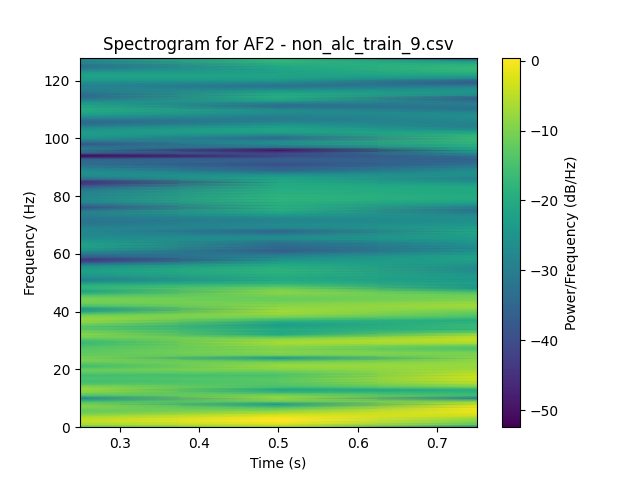 Spectrogram for AF2 - non_alc_train_9.csv
120
100
80
60
40
20
0
Frequency (Hz)
0.3 0.4 0.5 0.6 0.7
Time (s)
0
−10
−20
−30
−40
−50
Power/Frequency (dB/Hz)